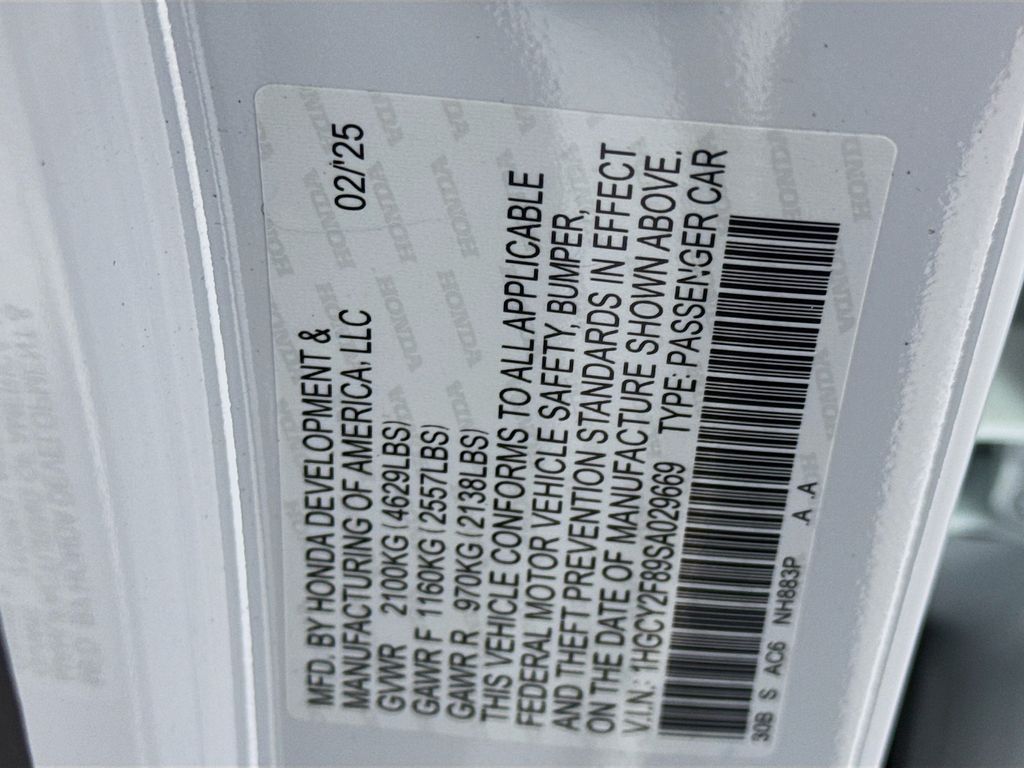 MFD. BY HONDA DEVELOPMENT &
MANUFACTURING OF AMERICA, LLC 02/'25
GVWR 2100KG (4629LBS)
GAWR F 1160KG (2557LBS)
GAWR R 970KG (2138LBS)
THIS VEHICLE CONFORMS TO ALL APPLICABLE
FEDERAL MOTOR VEHICLE SAFETY, BUMPER,
AND THEFT PREVENTION STANDARDS IN EFFECT
ON THE DATE OF MANUFACTURE SHOWN ABOVE.
V.I.N.: 1HGCY2F89SA029669 TYPE: PASSENGER CAR
30B S AC6 NH883P .A .A
HONDA